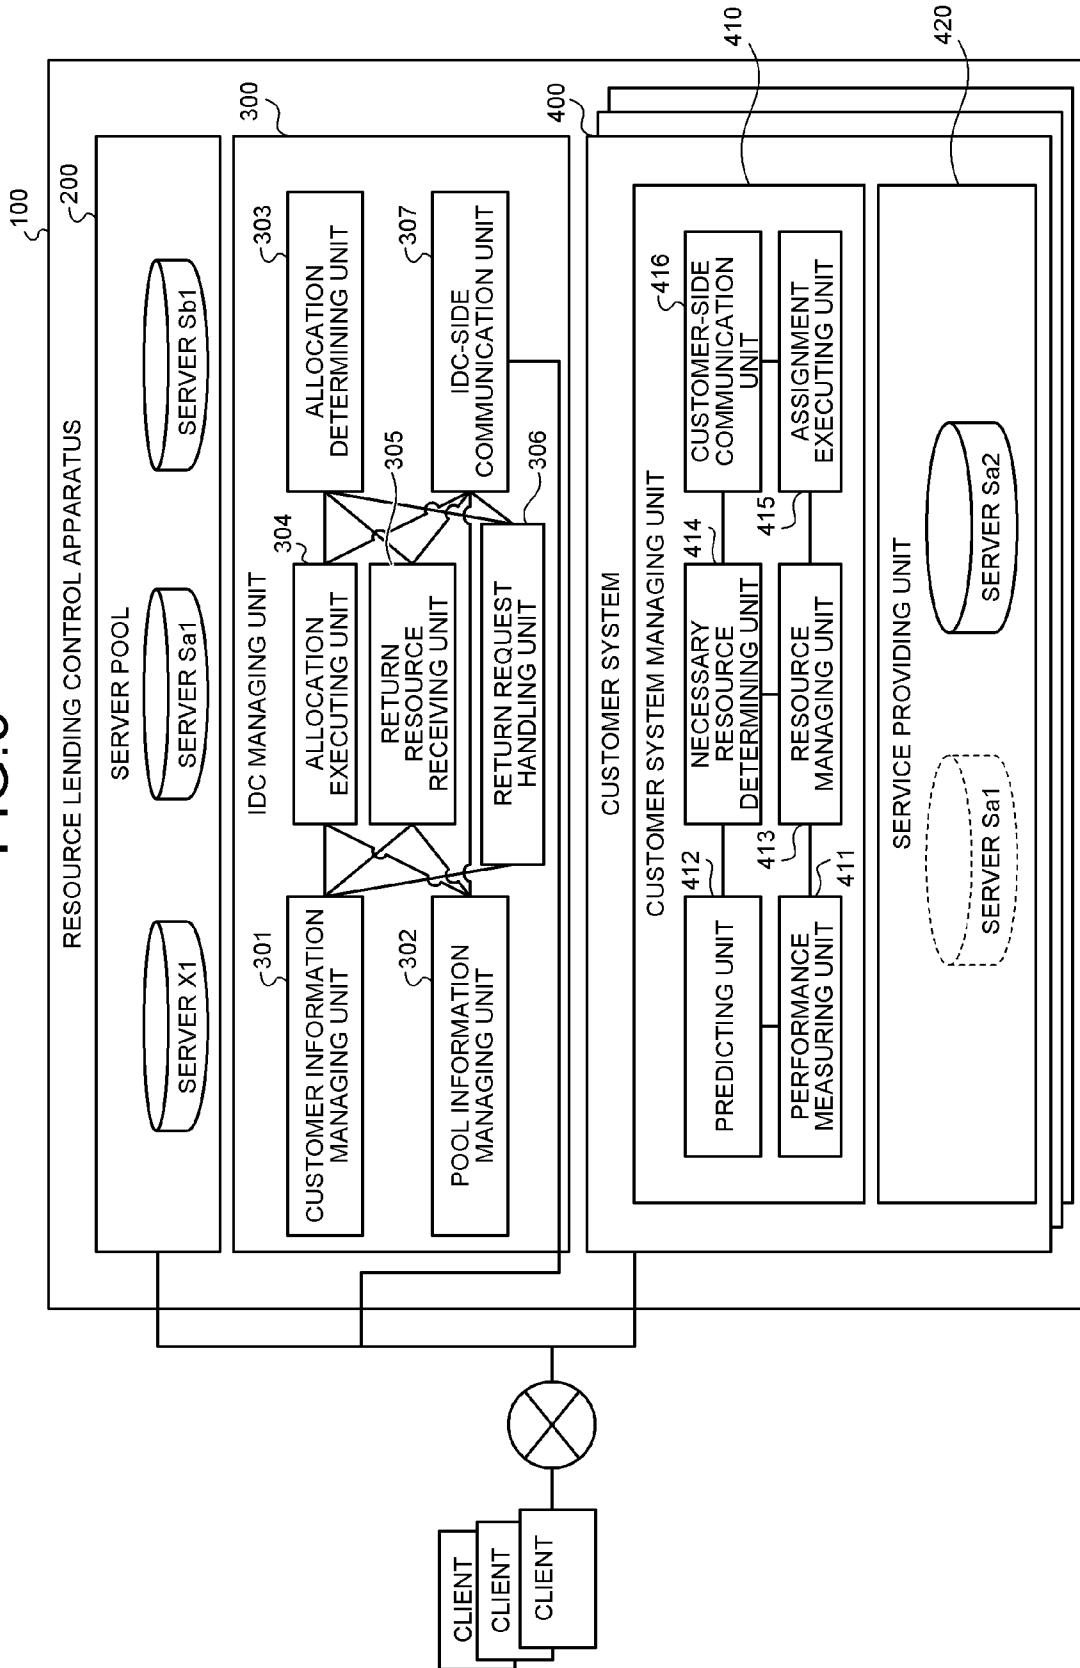 100
RESOURCE LENDING CONTROL APPARATUS
200
SERVER POOL
SERVER X1
SERVER Sa1
SERVER Sb1
300
IDC MANAGING UNIT
301
CUSTOMER INFORMATION
MANAGING UNIT
302
POOL INFORMATION
MANAGING UNIT
304
ALLOCATION
EXECUTING UNIT
305
RETURN
RESOURCE
RECEIVING UNIT
306
RETURN REQUEST
HANDLING UNIT
303
ALLOCATION
DETERMINING UNIT
307
IDC-SIDE
COMMUNICATION UNIT
400
CUSTOMER SYSTEM
410
CUSTOMER SYSTEM MANAGING UNIT
412
PREDICTING UNIT
411
PERFORMANCE
MEASURING UNIT
414
NECESSARY
RESOURCE
DETERMINING UNIT
413
RESOURCE
MANAGING UNIT
416
CUSTOMER-SIDE
COMMUNICATION
UNIT
415
ASSIGNMENT
EXECUTING UNIT
420
SERVICE PROVIDING UNIT
SERVER Sa1
SERVER Sa2
CLIENT
CLIENT
CLIENT